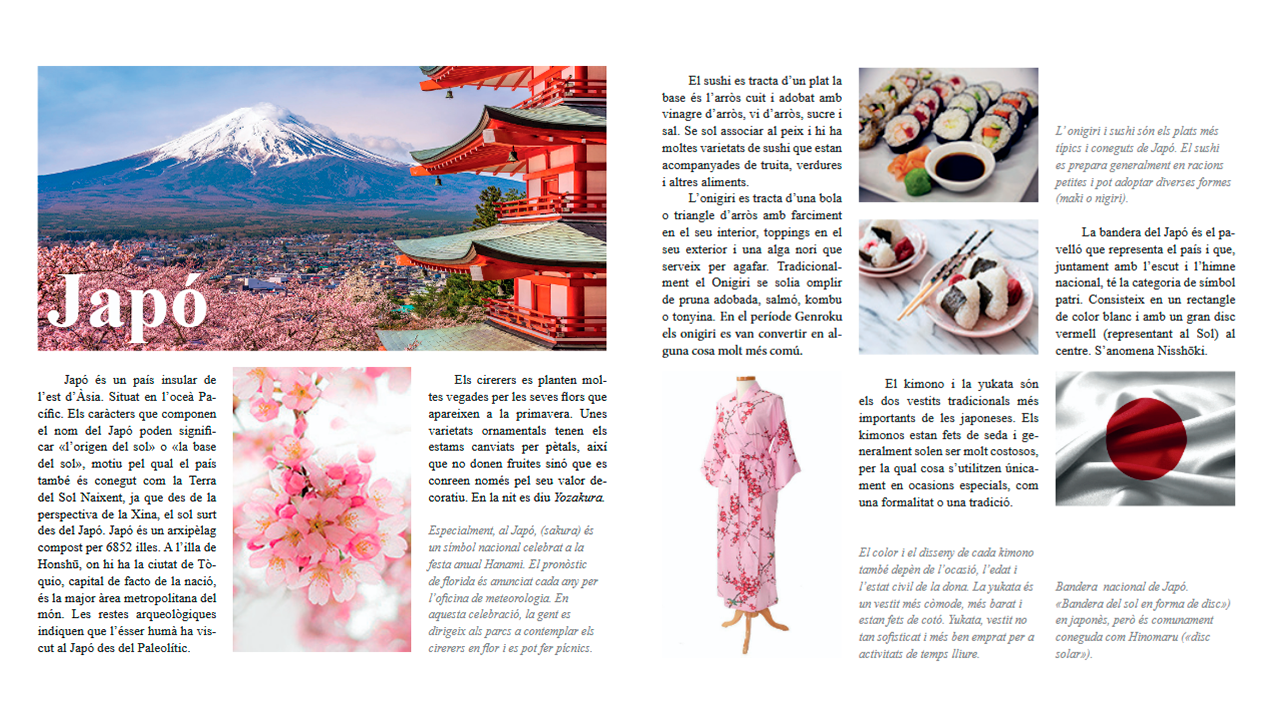 Japó
Japó és un país insular de
l'est d'Àsia. Situat en l'oceà Pa-
cífic. Els caràcters que componen
el nom del Japó poden signifi-
car «l'origen del sol» o «la base
del sol», motiu pel qual el país
també és conegut com la Terra
del Sol Naixent, ja que des de la
perspectiva de la Xina, el sol surt
des del Japó. Japó és un arxipèlag
compost per 6852 illes. A l'illa de
Honshū, on hi ha la ciutat de Tò-
quio, capital de facto de la nació,
és la major àrea metropolitana del
món. Les restes arqueològiques
indiquen que l'ésser humà ha vis-
cut al Japó des del Paleolític.
Els cirerers es planten mol-
tes vegades per les seves flors que
apareixen a la primavera. Unes
varietats ornamentals tenen els
estams canviats per pètals, així
que no donen fruites sinó que es
conreen només pel seu valor de-
coratiu. En la nit es diu Yozakura.
Especialment, al Japó, (sakura) és
un símbol nacional celebrat a la
festa anual Hanami. El pronòstic
de florida és anunciat cada any per
l'oficina de meteorologia. En
aquesta celebració, la gent es
dirigeix als parcs a contemplar els
cirerers en flor i es pot fer pícnics.
El sushi es tracta d'un plat la
base és l'arròs cuit i adobat amb
vinagre d'arròs, vi d'arròs, sucre i
sal. Se sol associar al peix i hi ha
moltes varietats de sushi que estan
acompanyades de truita, verdures
i altres aliments.
L'onigiri es tracta d'una bola
o triangle d'arròs amb farciment
en el seu interior, toppings en el
seu exterior i una alga nori que
serveix per agafar. Tradicional-
ment el Onigiri se solia omplir
de pruna adobada, salmó, kombu
o tonyina. En el període Genroku
els onigiri es van convertir en al-
guna cosa molt més comú.
L' onigiri i sushi són els plats més
típics i coneguts de Japó. El sushi
es prepara generalment en racions
petites i pot adoptar diverses formes
(maki o nigiri).
La bandera del Japó és el pa-
velló que representa el país i que,
juntament amb l'escut i l'himne
nacional, té la categoria de símbol
patri. Consisteix en un rectangle
de color blanc i amb un gran disc
vermell (representant al Sol) al
centre. S'anomena Nisshōki.
El kimono i la yukata són
els dos vestits tradicionals més
importants de les japoneses. Els
kimonos estan fets de seda i ge-
neralment solen ser molt costosos,
per la qual cosa s'utilitzen única-
ment en ocasions especials, com
una formalitat o una tradició.
El color i el disseny de cada kimono
també depèn de l'ocasió, l'edat i
l'estat civil de la dona. La yukata és
un vestit més còmode, més barat i
estan fets de cotó. Yukata, vestit no
tan sofisticat i més ben emprat per a
activitats de temps lliure.
Bandera nacional de Japó.
«Bandera del sol en forma de disc»)
en japonès, però és comunament
coneguda com Hinomaru («disc
solar»).